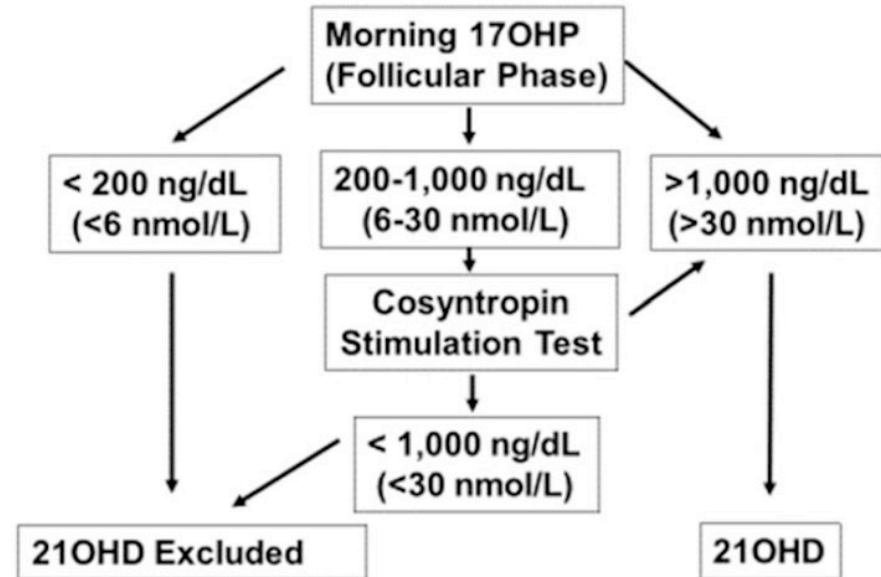 Morning 17OHP
(Follicular Phase)
< 200 ng/dL
(<6 nmol/L)
200-1,000 ng/dL
(6-30 nmol/L)
>1,000 ng/dL
(>30 nmol/L)
Cosyntropin
Stimulation Test
< 1,000 ng/dL
(<30 nmol/L)
21OHD Excluded
21OHD